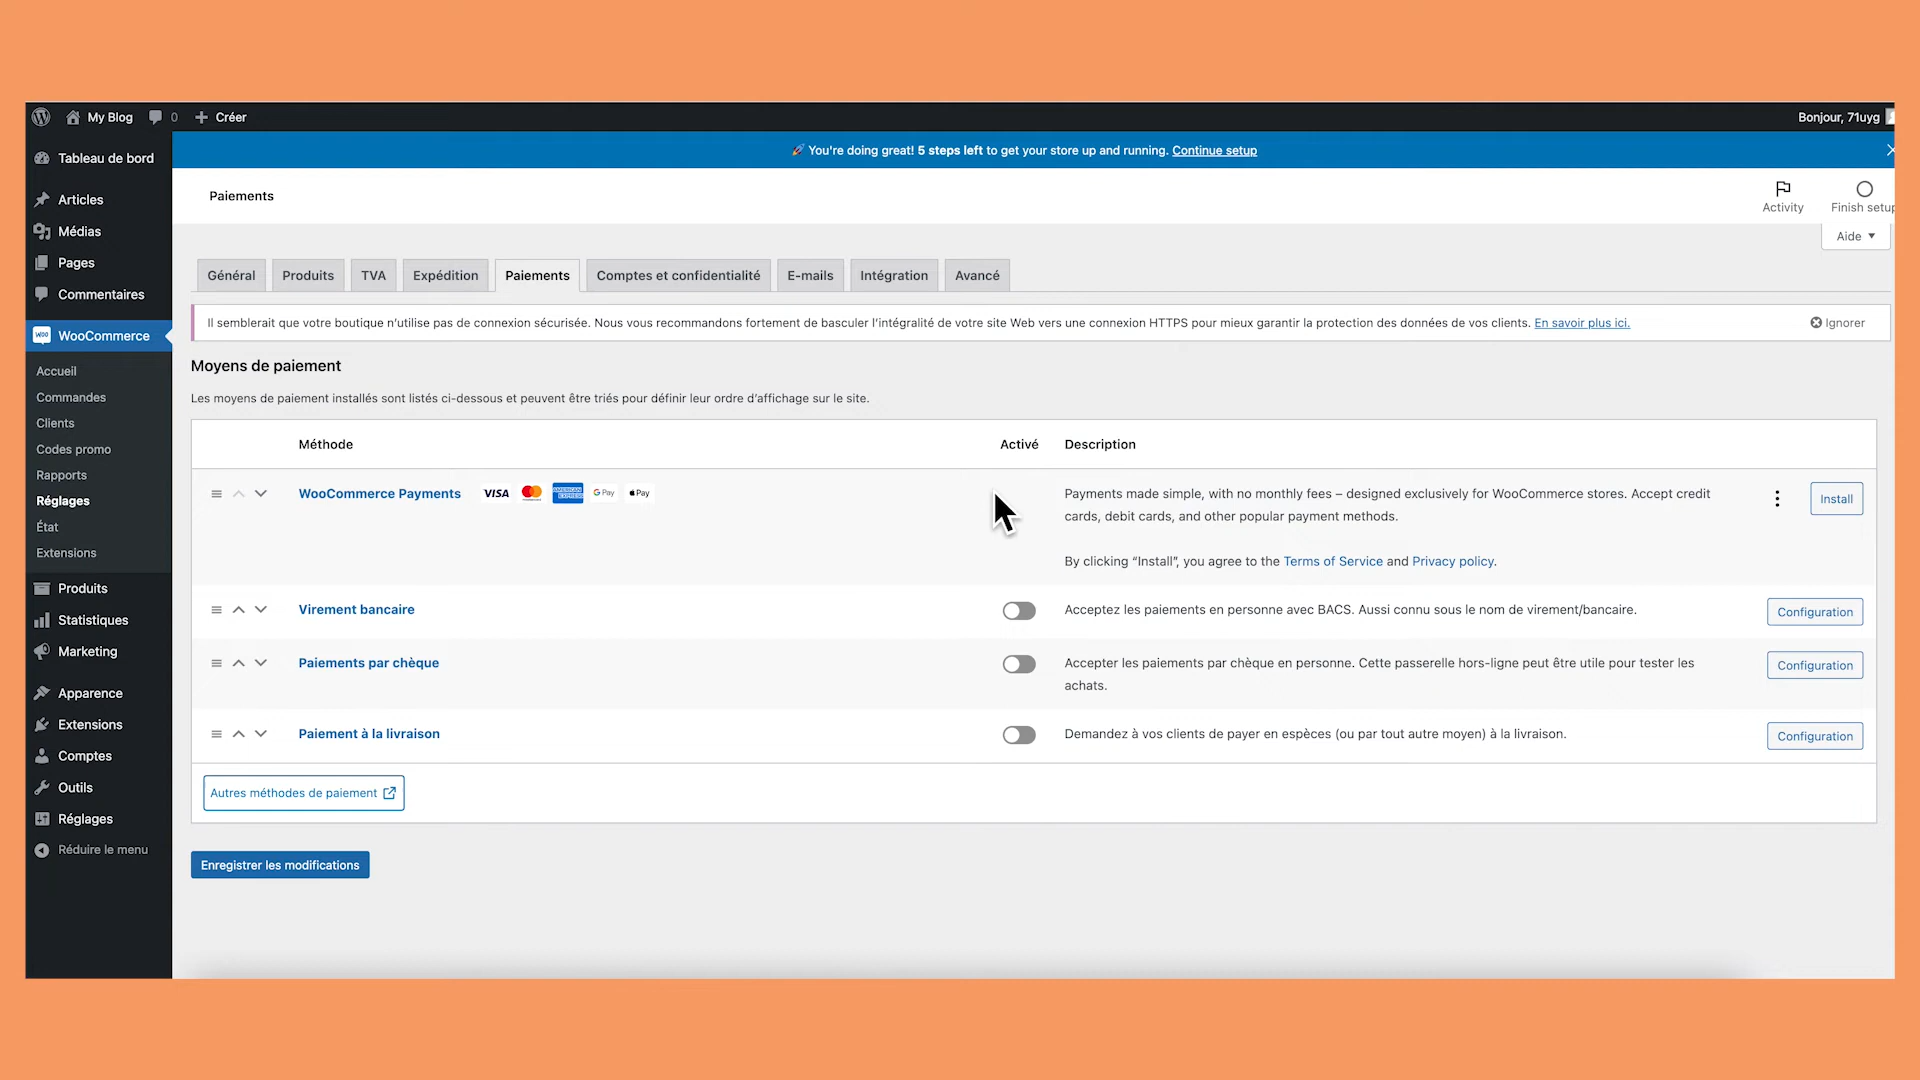 My Blog 0 Créer Bonjour, 71uyg
You're doing great! 5 steps left to get your store up and running. Continue setup
Tableau de bord
Articles
Médias
Pages
Commentaires
WooCommerce
Accueil
Commandes
Clients
Codes promo
Rapports
Réglages
État
Extensions
Produits
Statistiques
Marketing
Apparence
Extensions
Comptes
Outils
Réglages
Réduire le menu
Paiements
Activity
Finish setup
Aide
Général Produits TVA Expédition Paiements Comptes et confidentialité E-mails Intégration Avancé
Il semblerait que votre boutique n’utilise pas de connexion sécurisée. Nous vous recommandons fortement de basculer l’intégralité de votre site Web vers une connexion HTTPS pour mieux garantir la protection des données de vos clients. En savoir plus ici. Ignorer
Moyens de paiement
Les moyens de paiement installés sont listés ci-dessous et peuvent être triés pour définir leur ordre d’affichage sur le site.
Méthode Activé Description
WooCommerce Payments VISA AMERICAN EXPRESS G Pay Pay
Payments made simple, with no monthly fees – designed exclusively for WooCommerce stores. Accept credit
cards, debit cards, and other popular payment methods.
By clicking “Install”, you agree to the Terms of Service and Privacy policy.
Install
Virement bancaire Acceptez les paiements en personne avec BACS. Aussi connu sous le nom de virement/bancaire. Configuration
Paiements par chèque Accepter les paiements par chèque en personne. Cette passerelle hors-ligne peut être utile pour tester les
achats.
Configuration
Paiement à la livraison Demandez à vos clients de payer en espèces (ou par tout autre moyen) à la livraison. Configuration
Autres méthodes de paiement
Enregistrer les modifications